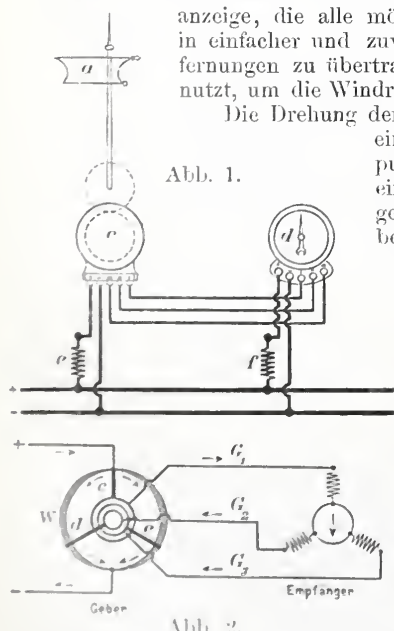 anzeige, die alle mö
in einfacher und zuv
fernungen zu übertra
nutzt, um die Windr
Die Drehung der
ein
pu
ei
ge
be
Abb. 1.
a
c
d
e
f
+
−
+
−
W
c
d
e
G1
G2
G3
Geber
Empfänger
Abb. 2